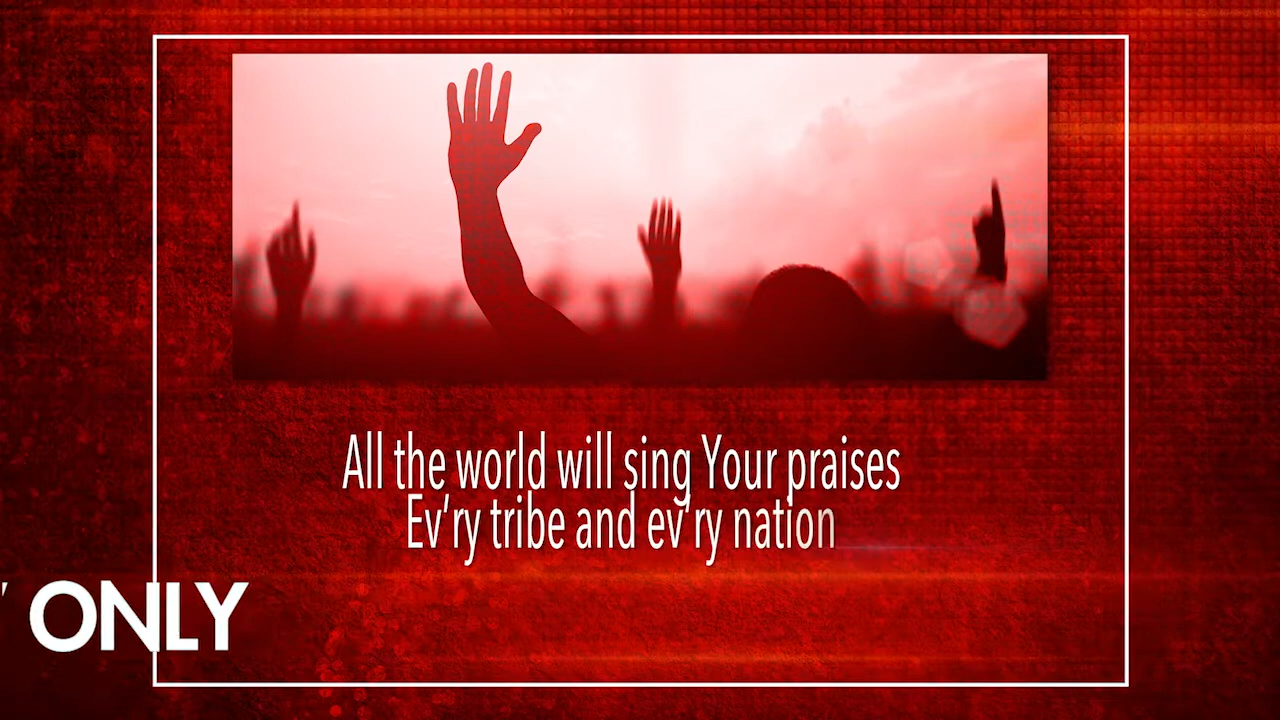 All the world will sing Your praises
Ev’ry tribe and ev’ry nation
ONLY